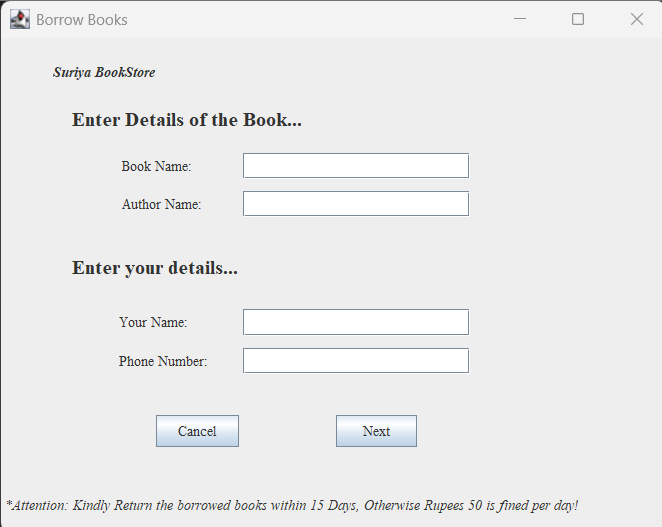 Borrow Books
Suriya BookStore
Enter Details of the Book...
Book Name:
Author Name:
Enter your details...
Your Name:
Phone Number:
Cancel Next
*Attention: Kindly Return the borrowed books within 15 Days, Otherwise Rupees 50 is fined per day!